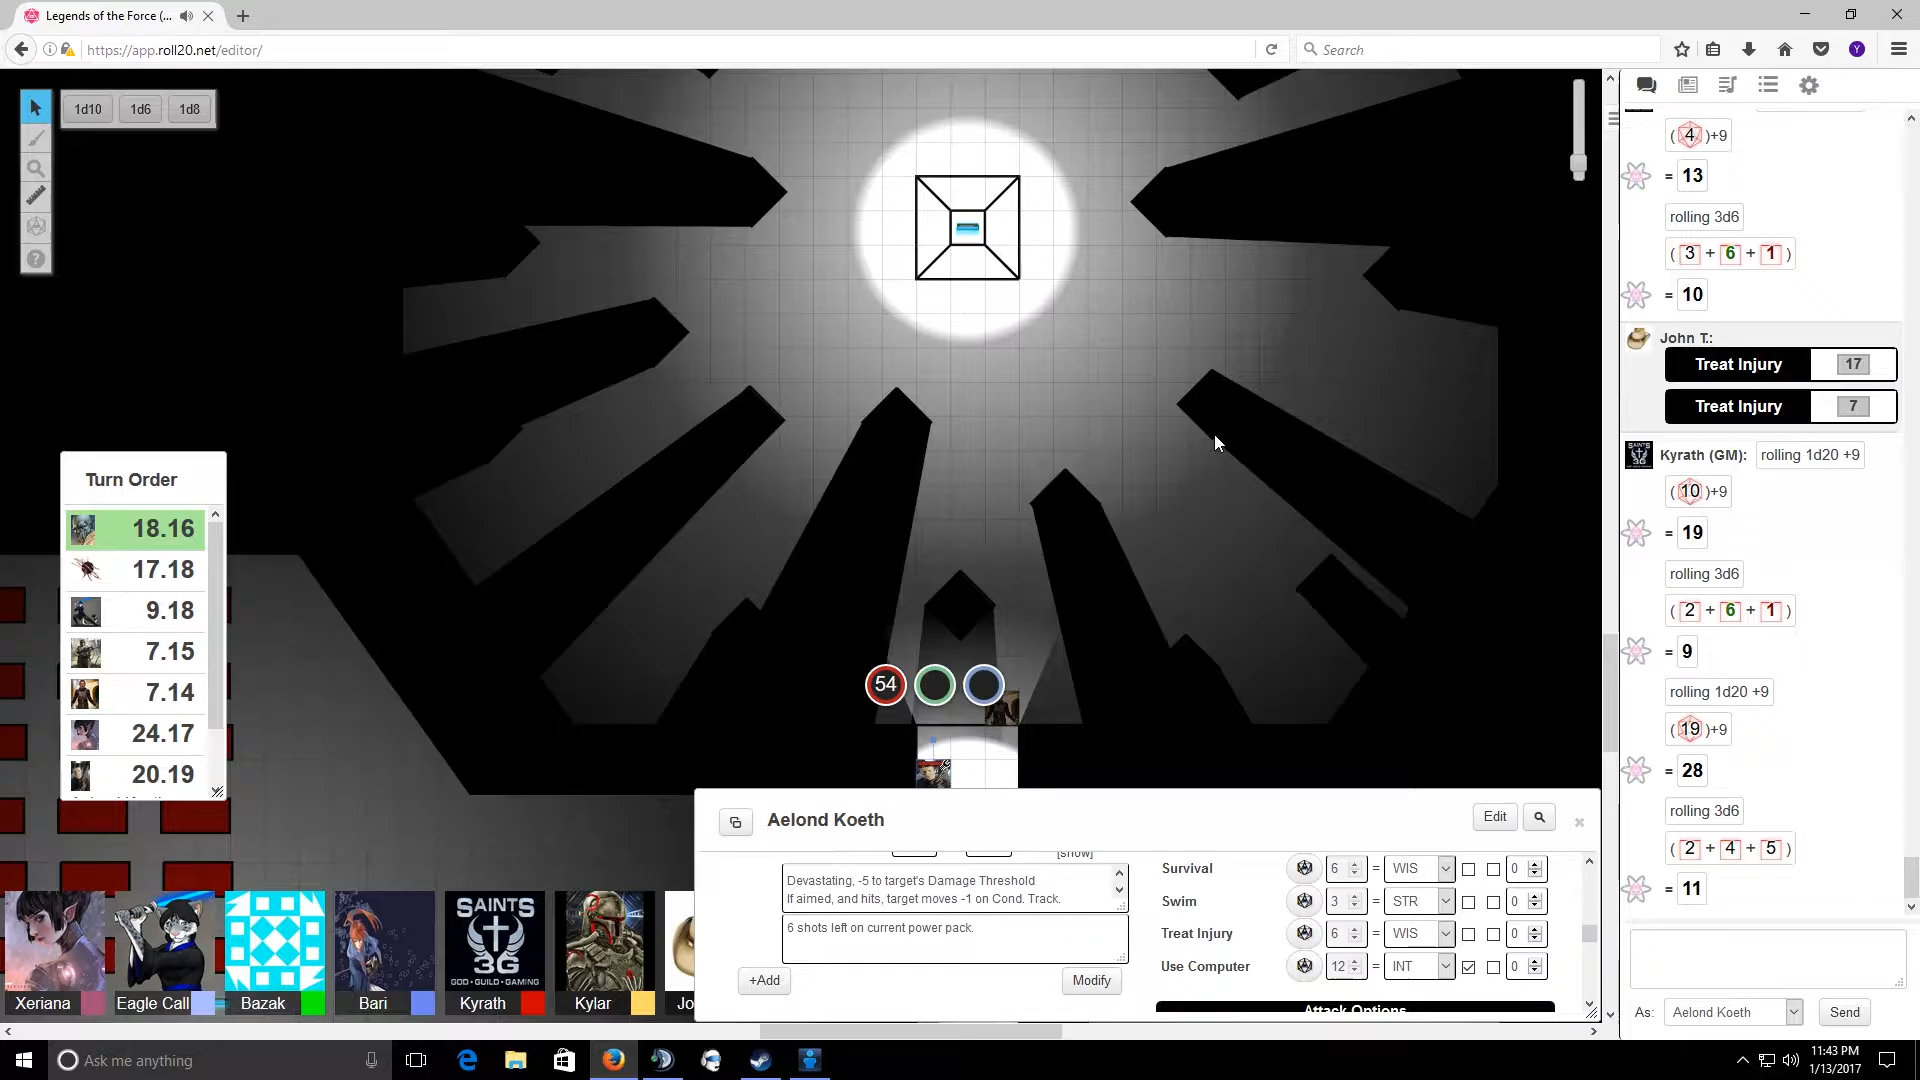 Legends of the Force (...
https://app.roll20.net/editor/
Search
Y
1d10
1d6
1d8
Turn Order
18.16
17.18
9.18
7.15
7.14
24.17
20.19
54
(4)+9
= 13
rolling 3d6
(3 + 6 + 1)
= 10
John T.:
Treat Injury 17
Treat Injury 7
SAINTS 3G
Kyrath (GM): rolling 1d20 +9
(10)+9
= 19
rolling 3d6
(2 + 6 + 1)
= 9
rolling 1d20 +9
(19)+9
= 28
rolling 3d6
(2 + 4 + 5)
= 11
As: Aelond Koeth
Send
Aelond Koeth
Edit
[show]
Devastating, -5 to target's Damage Threshold
If aimed, and hits, target moves -1 on Cond. Track.
6 shots left on current power pack.
+Add
Modify
Survival 6 = WIS 0
Swim 3 = STR 0
Treat Injury 6 = WIS 0
Use Computer 12 = INT 0
Attack Options
SAINTS
3G
GOD · GUILD · GAMING
Xeriana
Eagle Call
Bazak
Bari
Kyrath
Kylar
Jo
Ask me anything
11:43 PM
1/13/2017